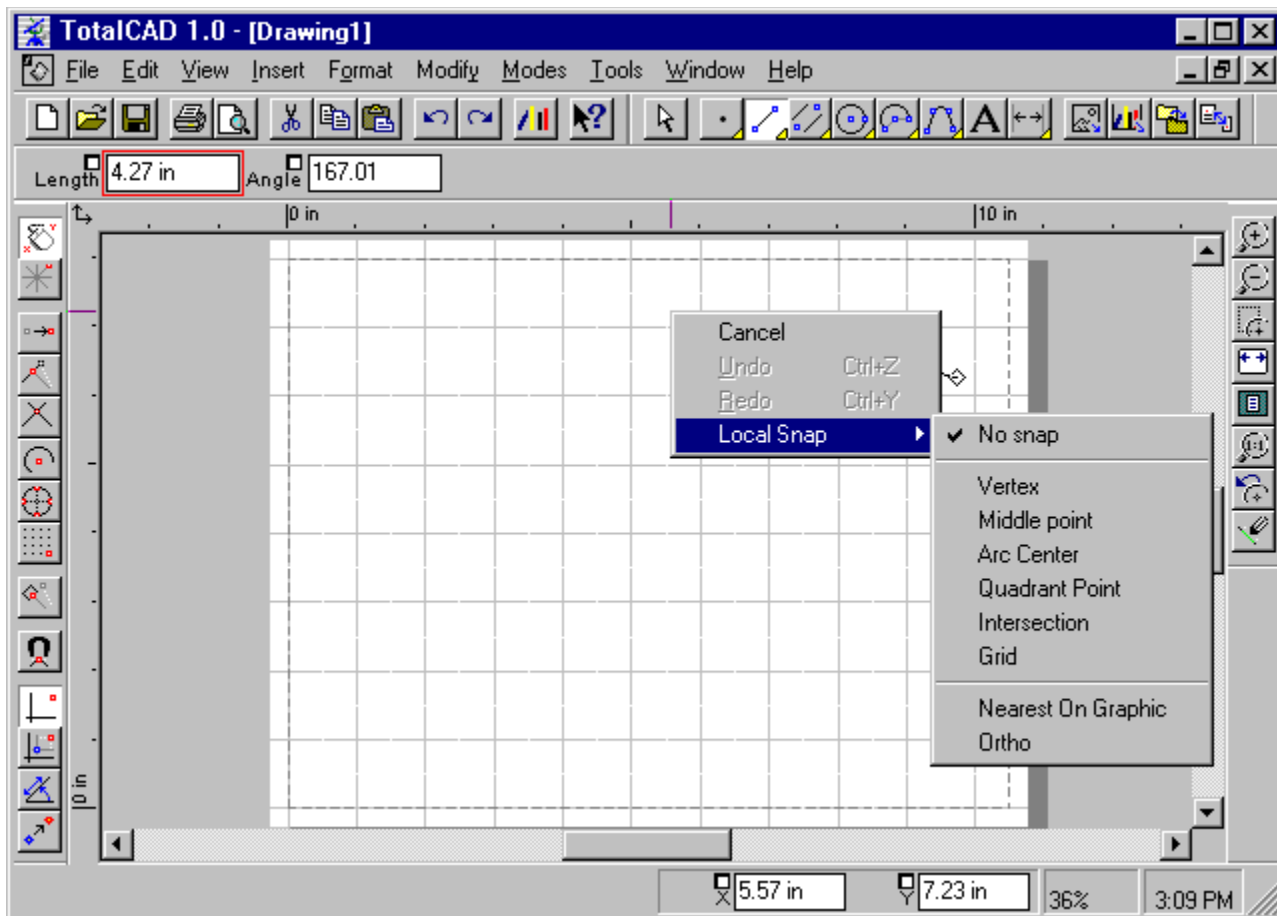 TotalCAD 1.0 - [Drawing1]
File Edit View Insert Format Modify Modes Tools Window Help
A
Length 4.27 in Angle 167.01
0 in 10 in
Cancel
Undo Ctrl+Z
Redo Ctrl+Y
Local Snap
No snap
Vertex
Middle point
Arc Center
Quadrant Point
Intersection
Grid
Nearest On Graphic
Ortho
0 in
X 5.57 in Y 7.23 in 36% 3:09 PM